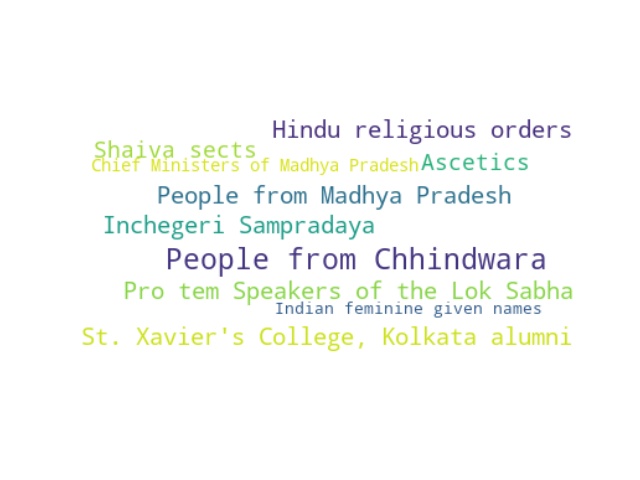 Hindu religious orders
Shaiva sects
Chief Ministers of Madhya Pradesh
Ascetics
People from Madhya Pradesh
Inchegeri Sampradaya
People from Chhindwara
Pro tem Speakers of the Lok Sabha
Indian feminine given names
St. Xavier's College, Kolkata alumni